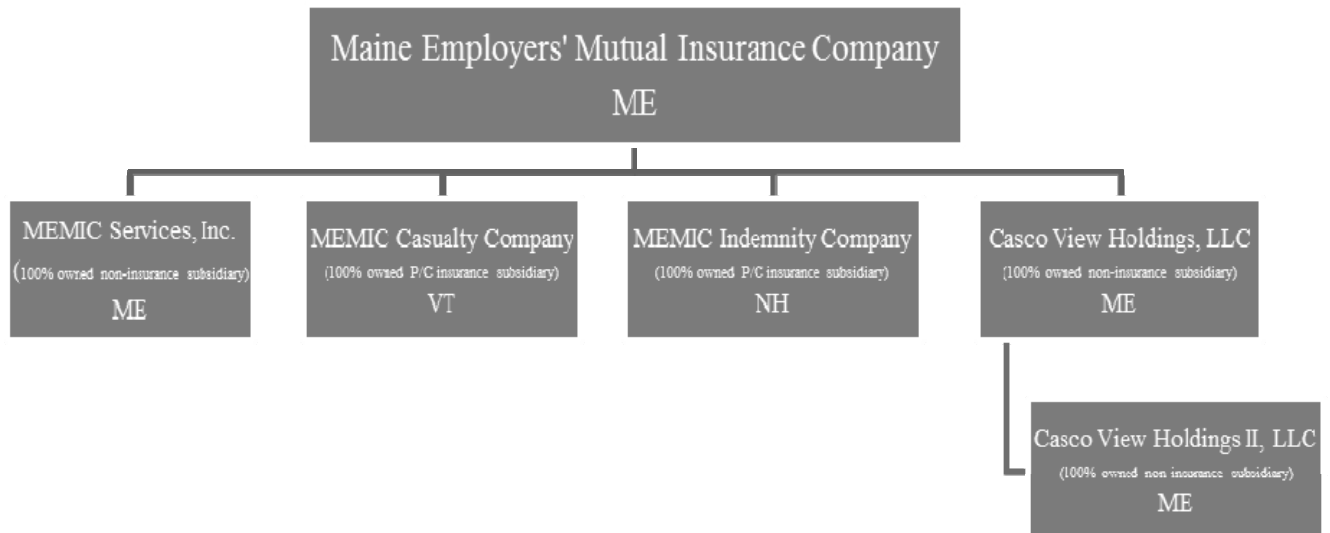 Maine Employers' Mutual Insurance Company
ME
MEMIC Services, Inc.
(100% owned non-insurance subsidiary)
ME
MEMIC Casualty Company
(100% owned P/C insurance subsidiary)
VT
MEMIC Indemnity Company
(100% owned P/C insurance subsidiary)
NH
Casco View Holdings, LLC
(100% owned non-insurance subsidiary)
ME
Casco View Holdings II, LLC
(100% owned non insurance subsidiary)
ME